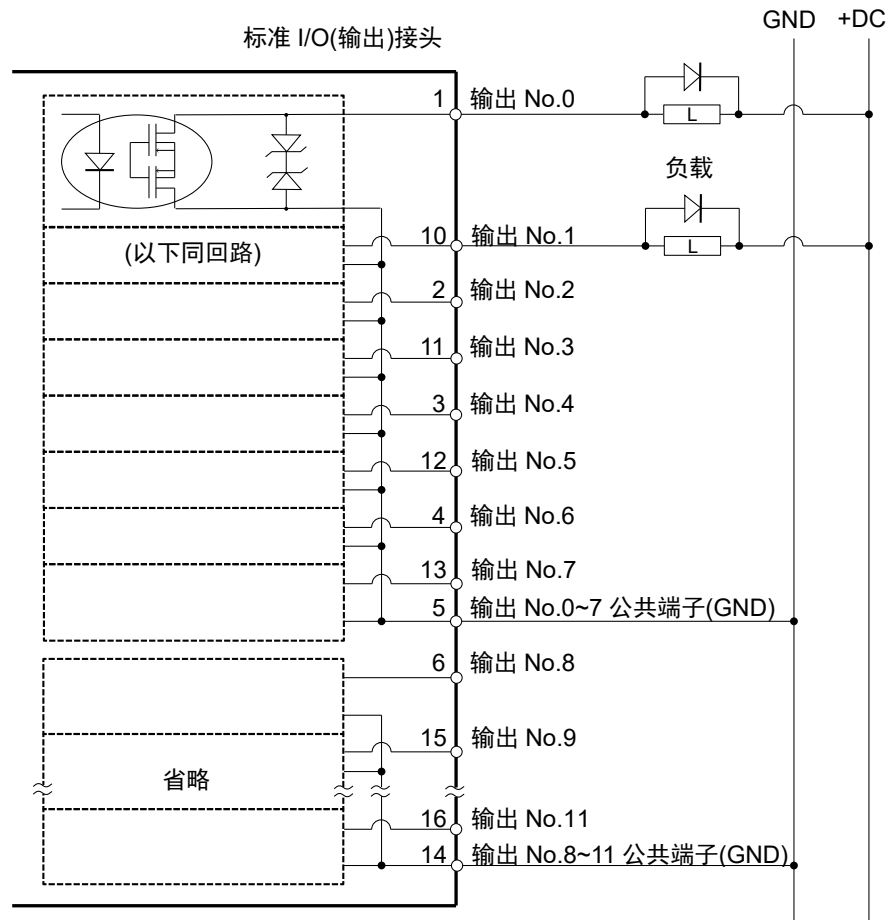 GND +DC
标准 I/O(输出)接头
1 输出 No.0
L
负载
10 输出 No.1
L
(以下同回路)
2 输出 No.2
11 输出 No.3
3 输出 No.4
12 输出 No.5
4 输出 No.6
13 输出 No.7
5 输出 No.0~7 公共端子(GND)
6 输出 No.8
15 输出 No.9
省略
16 输出 No.11
14 输出 No.8~11 公共端子(GND)